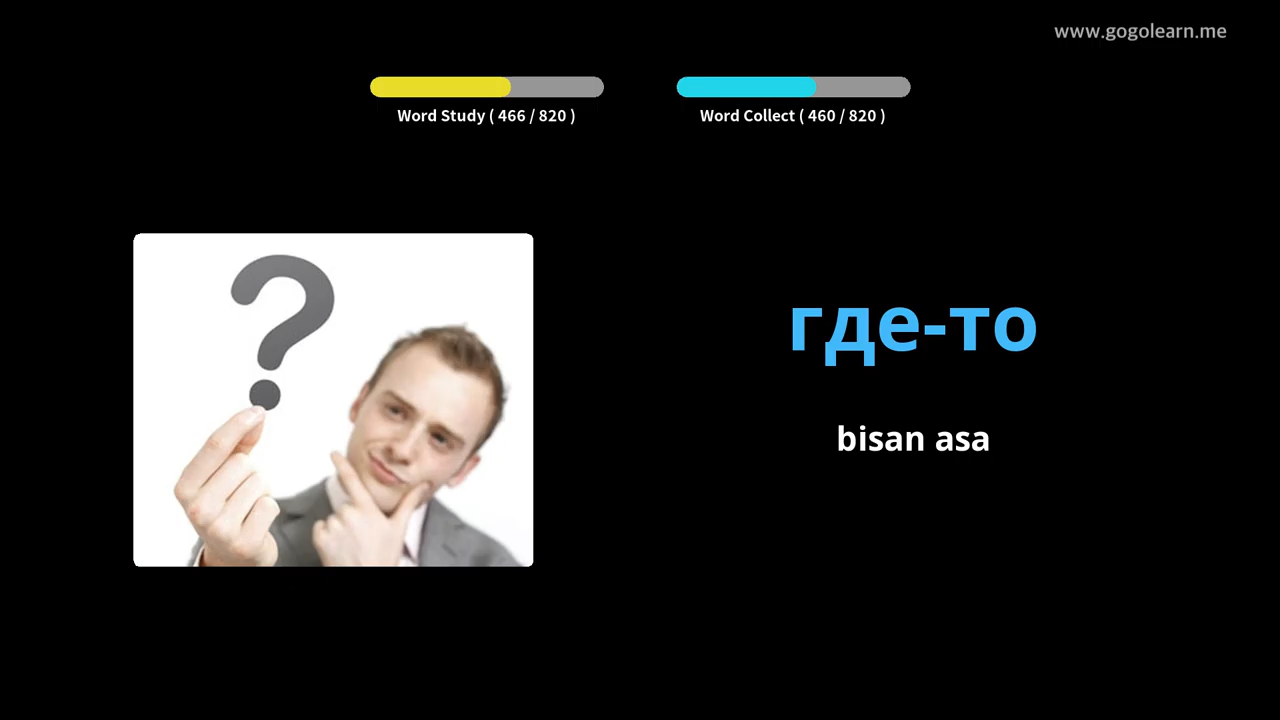 www.gogolearn.me
Word Study ( 466 / 820 )
Word Collect ( 460 / 820 )
?
где-то
bisan asa